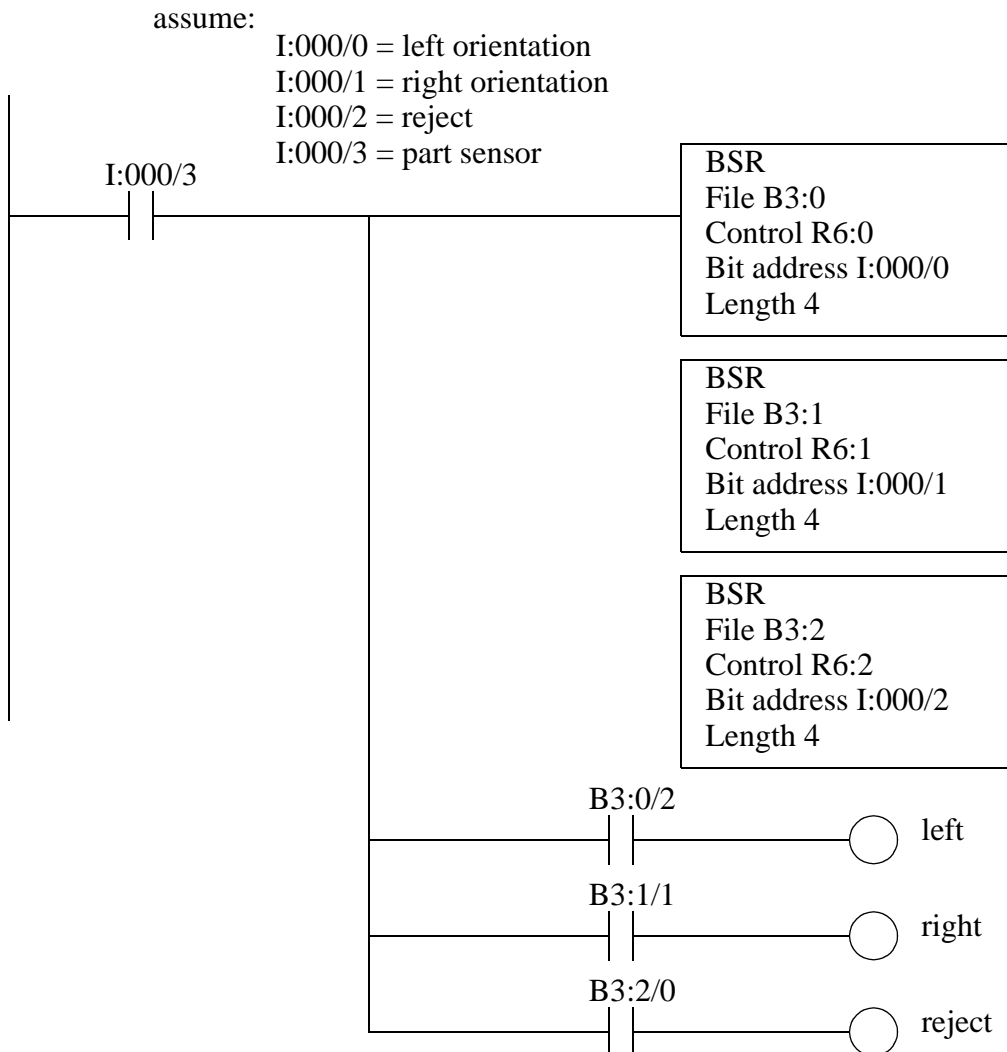 assume:
I:000/0 = left orientation
I:000/1 = right orientation
I:000/2 = reject
I:000/3 = part sensor
I:000/3
BSR
File B3:0
Control R6:0
Bit address I:000/0
Length 4
BSR
File B3:1
Control R6:1
Bit address I:000/1
Length 4
BSR
File B3:2
Control R6:2
Bit address I:000/2
Length 4
B3:0/2
left
B3:1/1
right
B3:2/0
reject